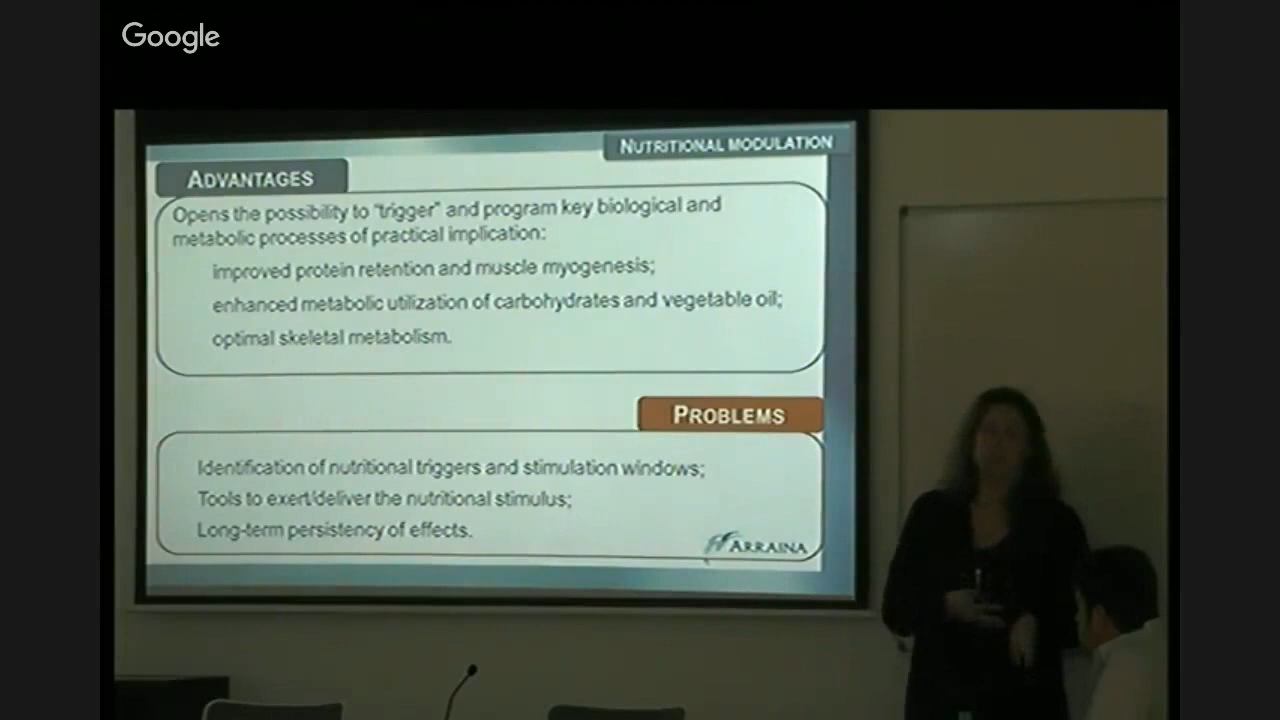 Google
NUTRITIONAL MODULATION
ADVANTAGES
Opens the possibility to "trigger" and program key biological and
metabolic processes of practical implication:
improved protein retention and muscle myogenesis;
enhanced metabolic utilization of carbohydrates and vegetable oil;
optimal skeletal metabolism.
PROBLEMS
Identification of nutritional triggers and stimulation windows;
Tools to exert/deliver the nutritional stimulus;
Long-term persistency of effects.
ARRAINA